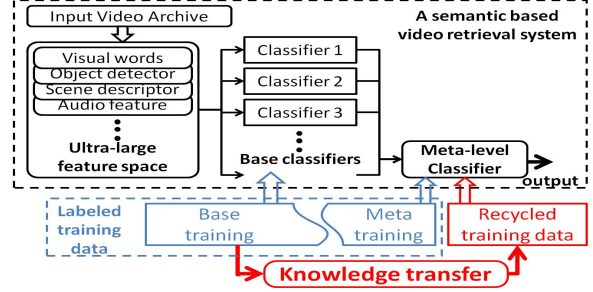 Input Video Archive
A semantic based
video retrieval system
Visual words
Object detector
Scene descriptor
Audio feature
Ultra-large
feature space
Classifier 1
Classifier 2
Classifier 3
Base classifiers
Meta-level
Classifier
output
Labeled
training
data
Base
training
Meta
training
Recycled
training data
Knowledge transfer